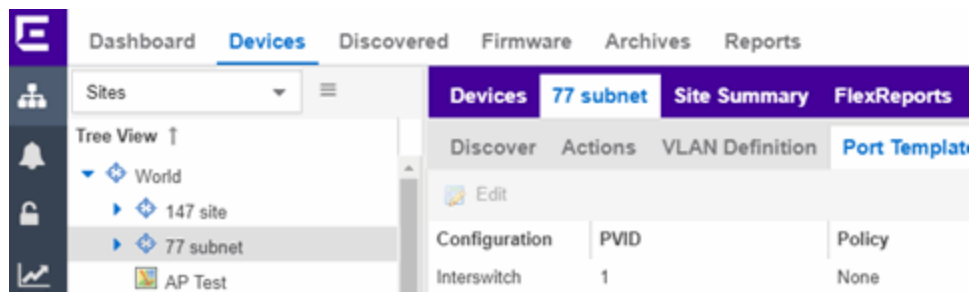 Dashboard Devices Discovered Firmware Archives Reports
Sites
Devices 77 subnet Site Summary FlexReports
Tree View ↑
Discover Actions VLAN Definition Port Template
World
Edit
147 site
77 subnet
Configuration PVID Policy
AP Test
Interswitch 1 None